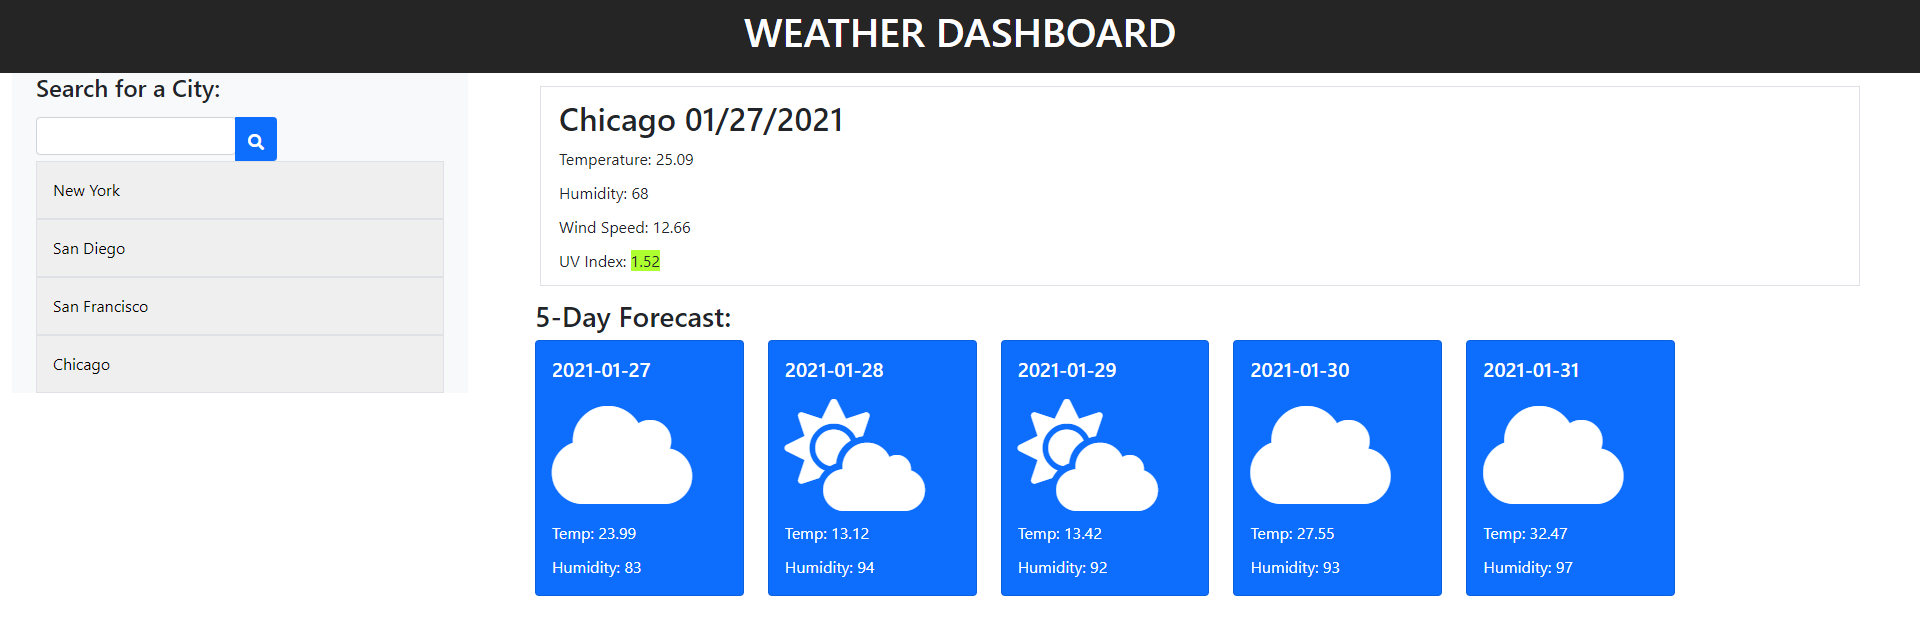 WEATHER DASHBOARD
Search for a City:
New York
San Diego
San Francisco
Chicago
Chicago 01/27/2021
Temperature: 25.09
Humidity: 68
Wind Speed: 12.66
UV Index: 1.52
5-Day Forecast:
2021-01-27
Temp: 23.99
Humidity: 83
2021-01-28
Temp: 13.12
Humidity: 94
2021-01-29
Temp: 13.42
Humidity: 92
2021-01-30
Temp: 27.55
Humidity: 93
2021-01-31
Temp: 32.47
Humidity: 97